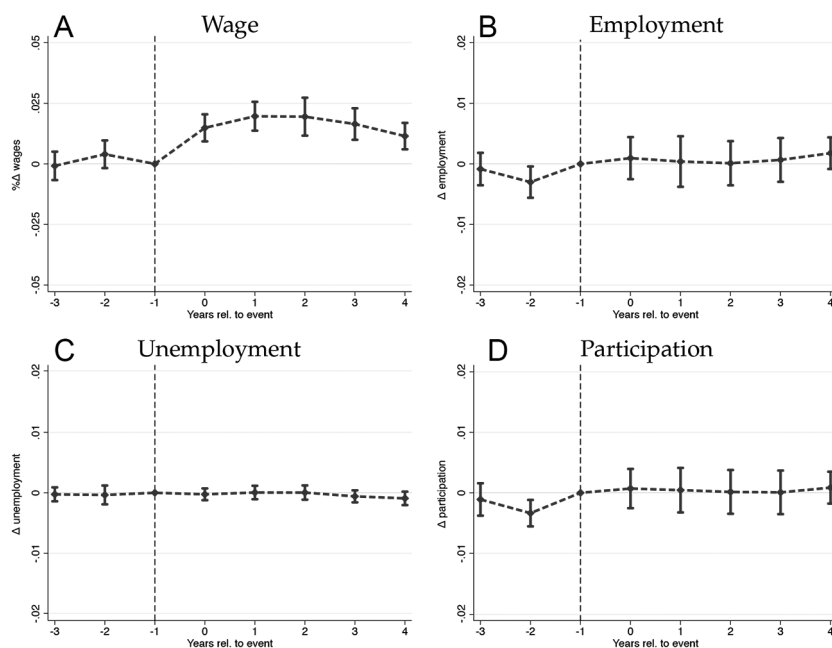 A Wage
%Δ wages
.05
.025
0
-.025
-.05
-3 -2 -1 0 1 2 3 4
Years rel. to event
B Employment
Δ employment
.02
.01
0
-.01
-.02
-3 -2 -1 0 1 2 3 4
Years rel. to event
C Unemployment
Δ unemployment
.02
.01
0
-.01
-.02
-3 -2 -1 0 1 2 3 4
Years rel. to event
D Participation
Δ participation
.02
.01
0
-.01
-.02
-3 -2 -1 0 1 2 3 4
Years rel. to event